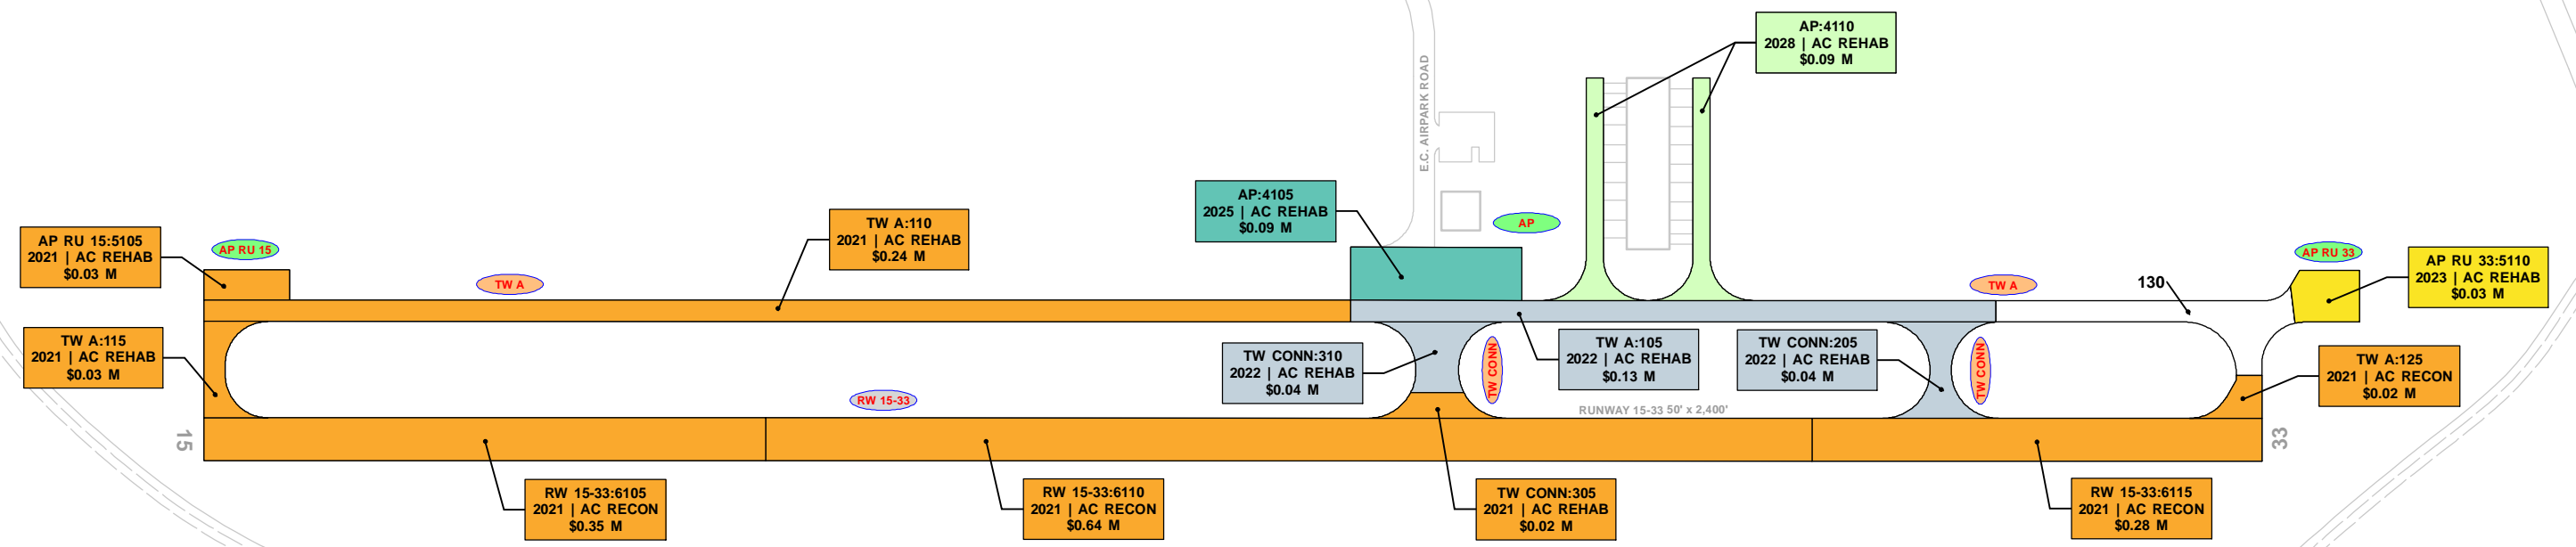 AP:4110
2028 | AC REHAB
$0.09 M
E.C. AIRPARK ROAD
AP:4105
2025 | AC REHAB
$0.09 M
AP
TW A:110
2021 | AC REHAB
$0.24 M
AP RU 15:5105
2021 | AC REHAB
$0.03 M
AP RU 15
TW A
TW A
130
AP RU 33
AP RU 33:5110
2023 | AC REHAB
$0.03 M
TW A:115
2021 | AC REHAB
$0.03 M
TW CONN:310
2022 | AC REHAB
$0.04 M
TW CONN
TW A:105
2022 | AC REHAB
$0.13 M
TW CONN:205
2022 | AC REHAB
$0.04 M
TW CONN
TW A:125
2021 | AC RECON
$0.02 M
RW 15-33
RUNWAY 15-33 50' x 2,400'
15
33
RW 15-33:6105
2021 | AC RECON
$0.35 M
RW 15-33:6110
2021 | AC RECON
$0.64 M
TW CONN:305
2021 | AC REHAB
$0.02 M
RW 15-33:6115
2021 | AC RECON
$0.28 M